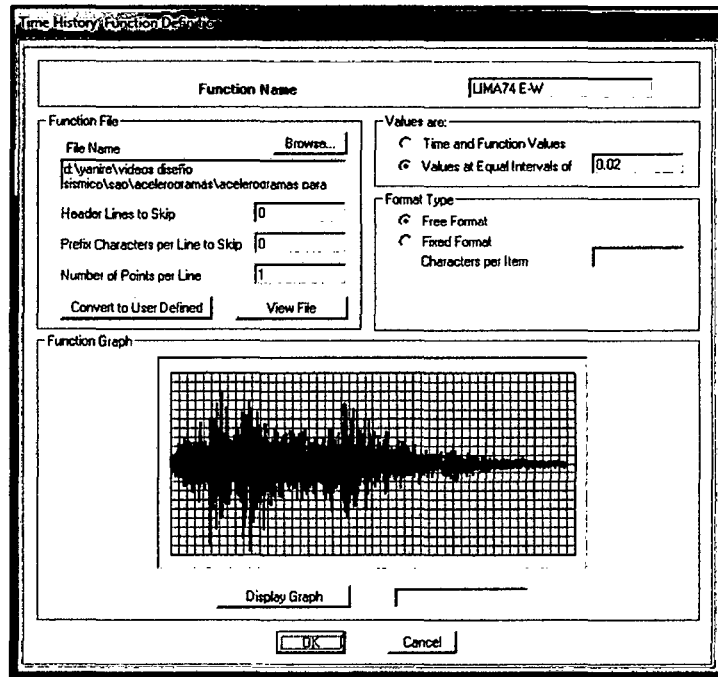 Time History Function Definition
Function Name
LIMA74 E-W
Function File
File Name
Browse...
d:\yanire\videos diseño
sismico\sap\acelerogramas\acelerogramas para
Header Lines to Skip
0
Prefix Characters per Line to Skip
0
Number of Points per Line
1
Convert to User Defined
View File
Values are:
Time and Function Values
Values at Equal Intervals of
0.02
Format Type
Free Format
Fixed Format
Characters per Item
Function Graph
Display Graph
OK
Cancel